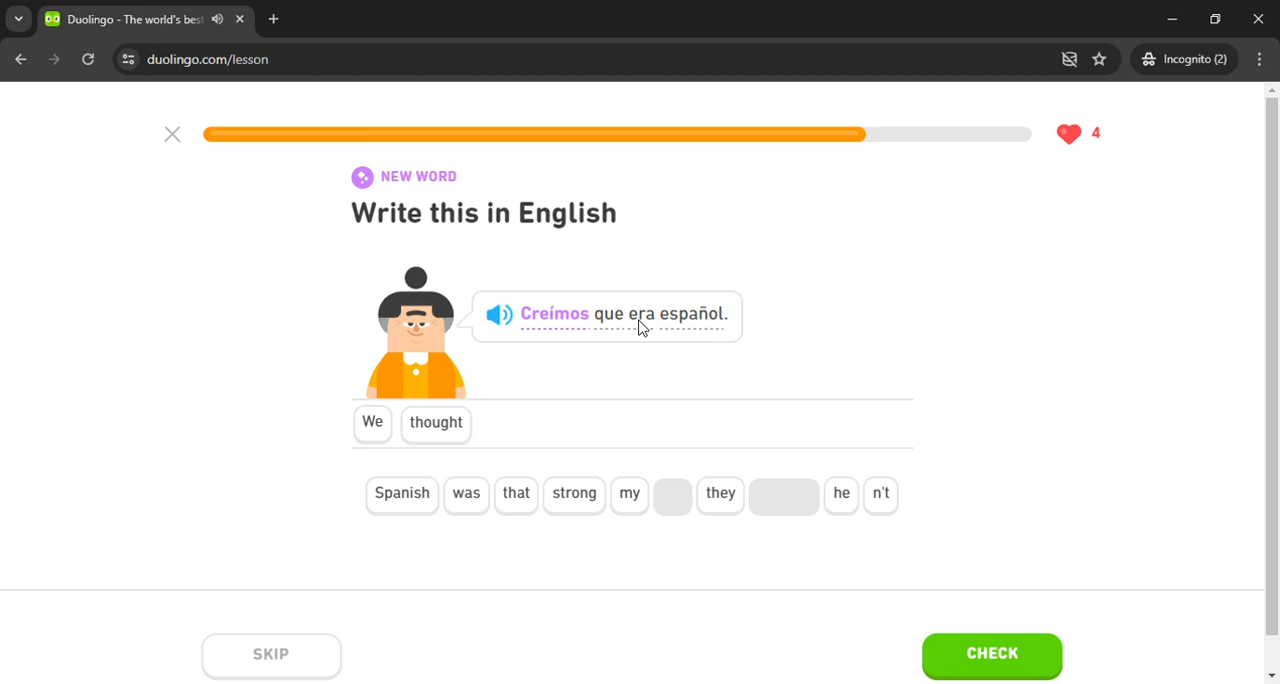 Duolingo - The world's bes
duolingo.com/lesson
Incognito (2)
4
NEW WORD
Write this in English
Creímos que era español.
We thought
Spanish was that strong my they he n't
SKIP
CHECK